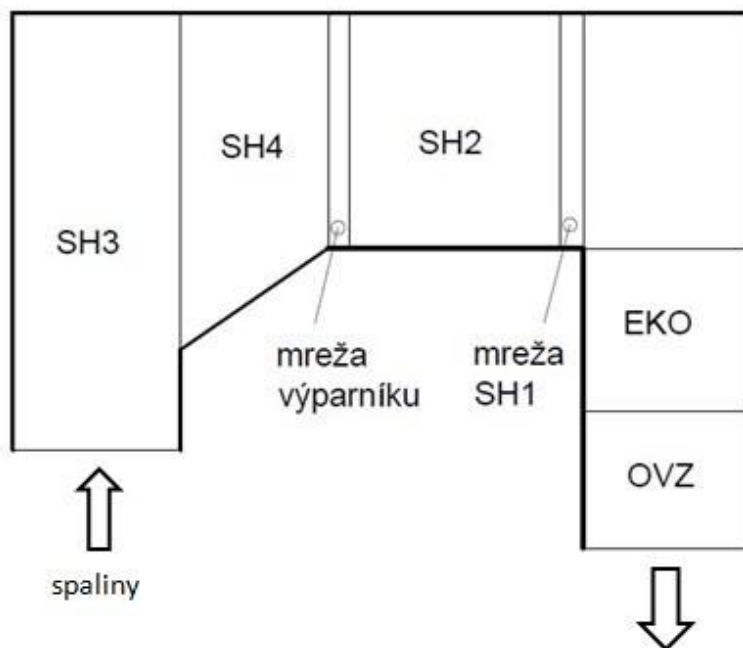 SH4
SH2
SH3
EKO
mreža
výparníku
mreža
SH1
OVZ
spaliny